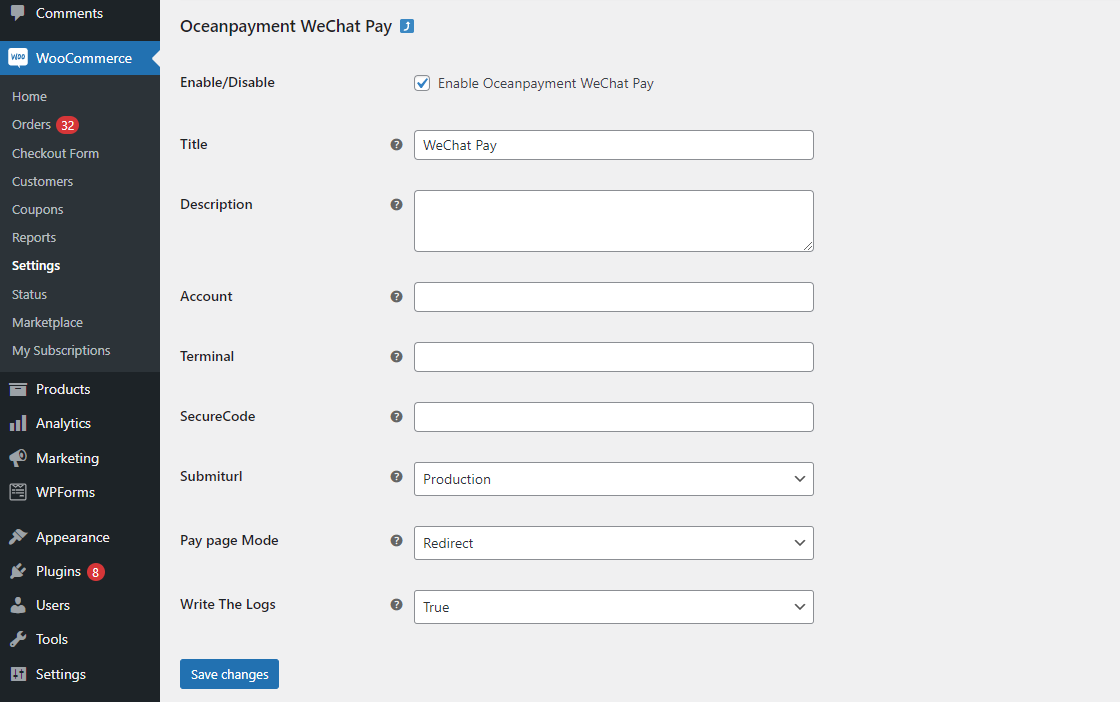 Comments
WooCommerce
Home
Orders 32
Checkout Form
Customers
Coupons
Reports
Settings
Status
Marketplace
My Subscriptions
Products
Analytics
Marketing
WPForms
Appearance
Plugins 8
Users
Tools
Settings
Oceanpayment WeChat Pay
Enable/Disable
Enable Oceanpayment WeChat Pay
Title
WeChat Pay
Description
Account
Terminal
SecureCode
Submiturl
Production
Pay page Mode
Redirect
Write The Logs
True
Save changes